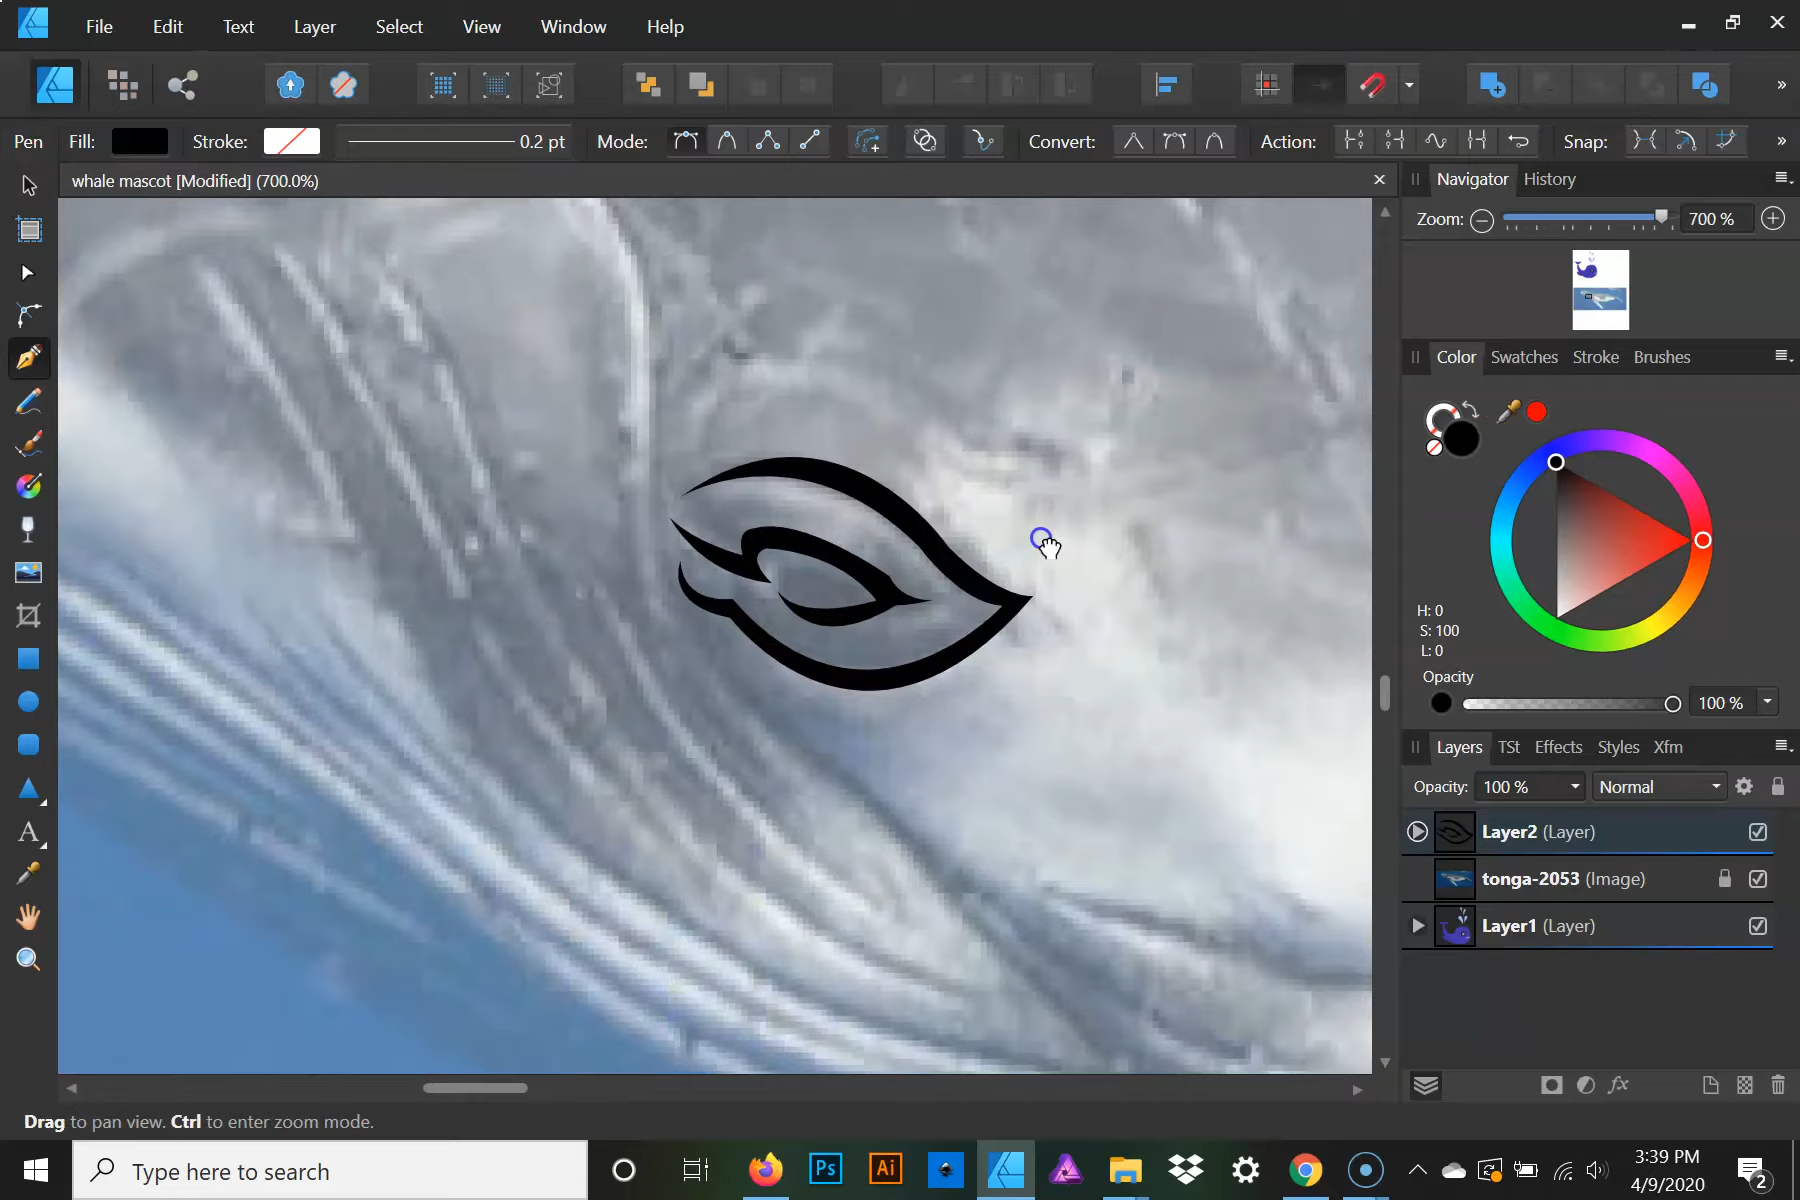 File Edit Text Layer Select View Window Help
Pen Fill: Stroke: 0.2 pt Mode: Convert: Action: Snap:
whale mascot [Modified] (700.0%)
Navigator History
Zoom: 700 %
Color Swatches Stroke Brushes
H: 0
S: 100
L: 0
Opacity
100 %
Layers TSt Effects Styles Xfm
Opacity: 100 % Normal
Layer2 (Layer)
tonga-2053 (Image)
Layer1 (Layer)
fx
Drag to pan view. Ctrl to enter zoom mode.
Type here to search
Ps
Ai
3:39 PM
4/9/2020
2